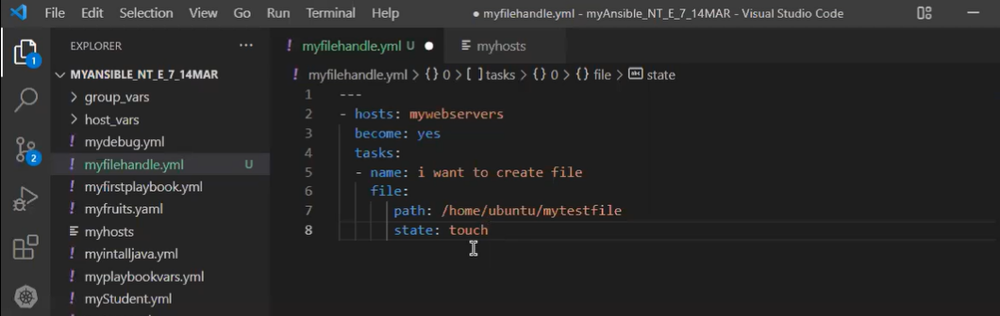 File Edit Selection View Go Run Terminal Help ● myfilehandle.yml - myAnsible_NT_E_7_14MAR - Visual Studio Code
EXPLORER ···
1
2
MYANSIBLE_NT_E_7_14MAR
group_vars
host_vars
! mydebug.yml
! myfilehandle.yml U
! myfirstplaybook.yml
! myfruits.yaml
myhosts
! myintalljava.yml
! myplaybookvars.yml
! myStudent.yml
! myfilehandle.yml U ● myhosts
! myfilehandle.yml > {} 0 > [ ] tasks > {} 0 > {} file > abc state
1 ---
2 - hosts: mywebservers
3 become: yes
4 tasks:
5 - name: i want to create file
6 file:
7 path: /home/ubuntu/mytestfile
8 state: touch